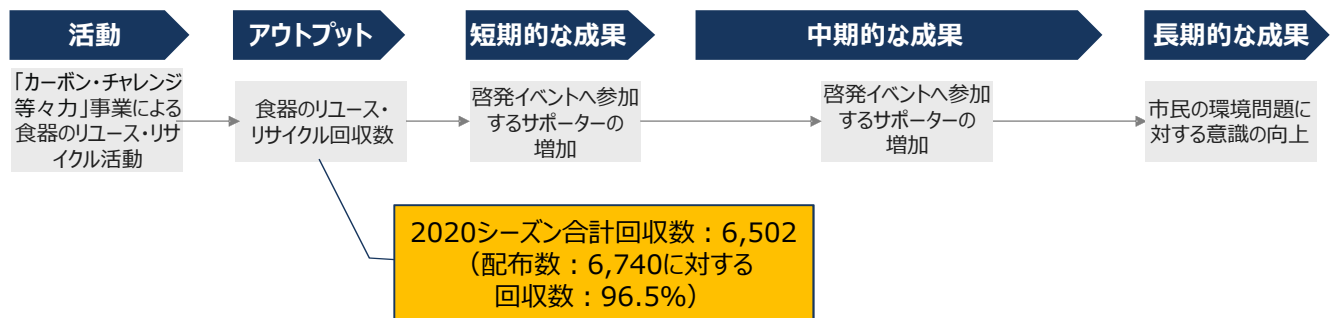 活動
アウトプット
短期的な成果
中期的な成果
長期的な成果
「カーボン・チャレンジ
等々力」事業による
食器のリユース・リサ
イクル活動
食器のリユース・
リサイクル回収数
啓発イベントへ参加
するサポーターの
増加
啓発イベントへ参加
するサポーターの
増加
市民の環境問題に
対する意識の向上
2020シーズン合計回収数：6,502
（配布数：6,740に対する
回収数：96.5%）